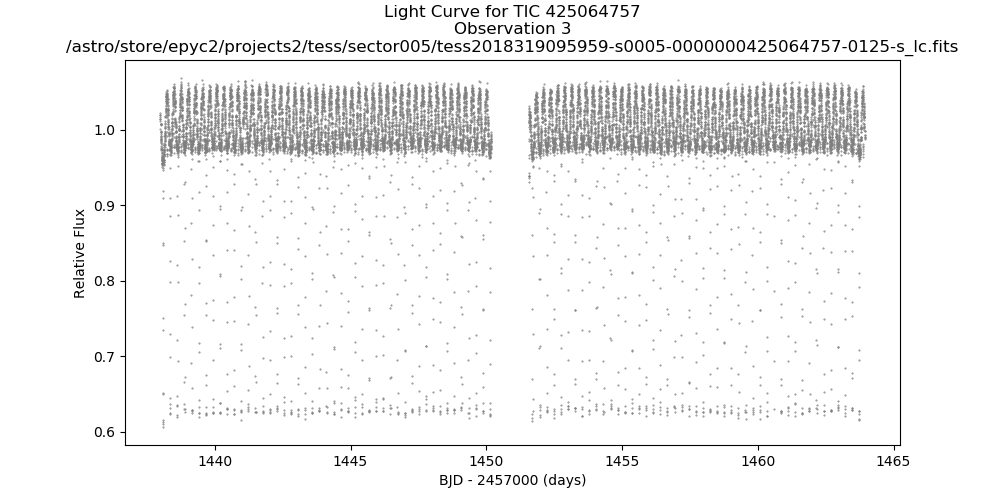 Light Curve for TIC 425064757
Observation 3
/astro/store/epyc2/projects2/tess/sector005/tess2018319095959-s0005-0000000425064757-0125-s_lc.fits
1.0
0.9
0.8
0.7
0.6
Relative Flux
1440
1445
1450
1455
1460
1465
BJD - 2457000 (days)